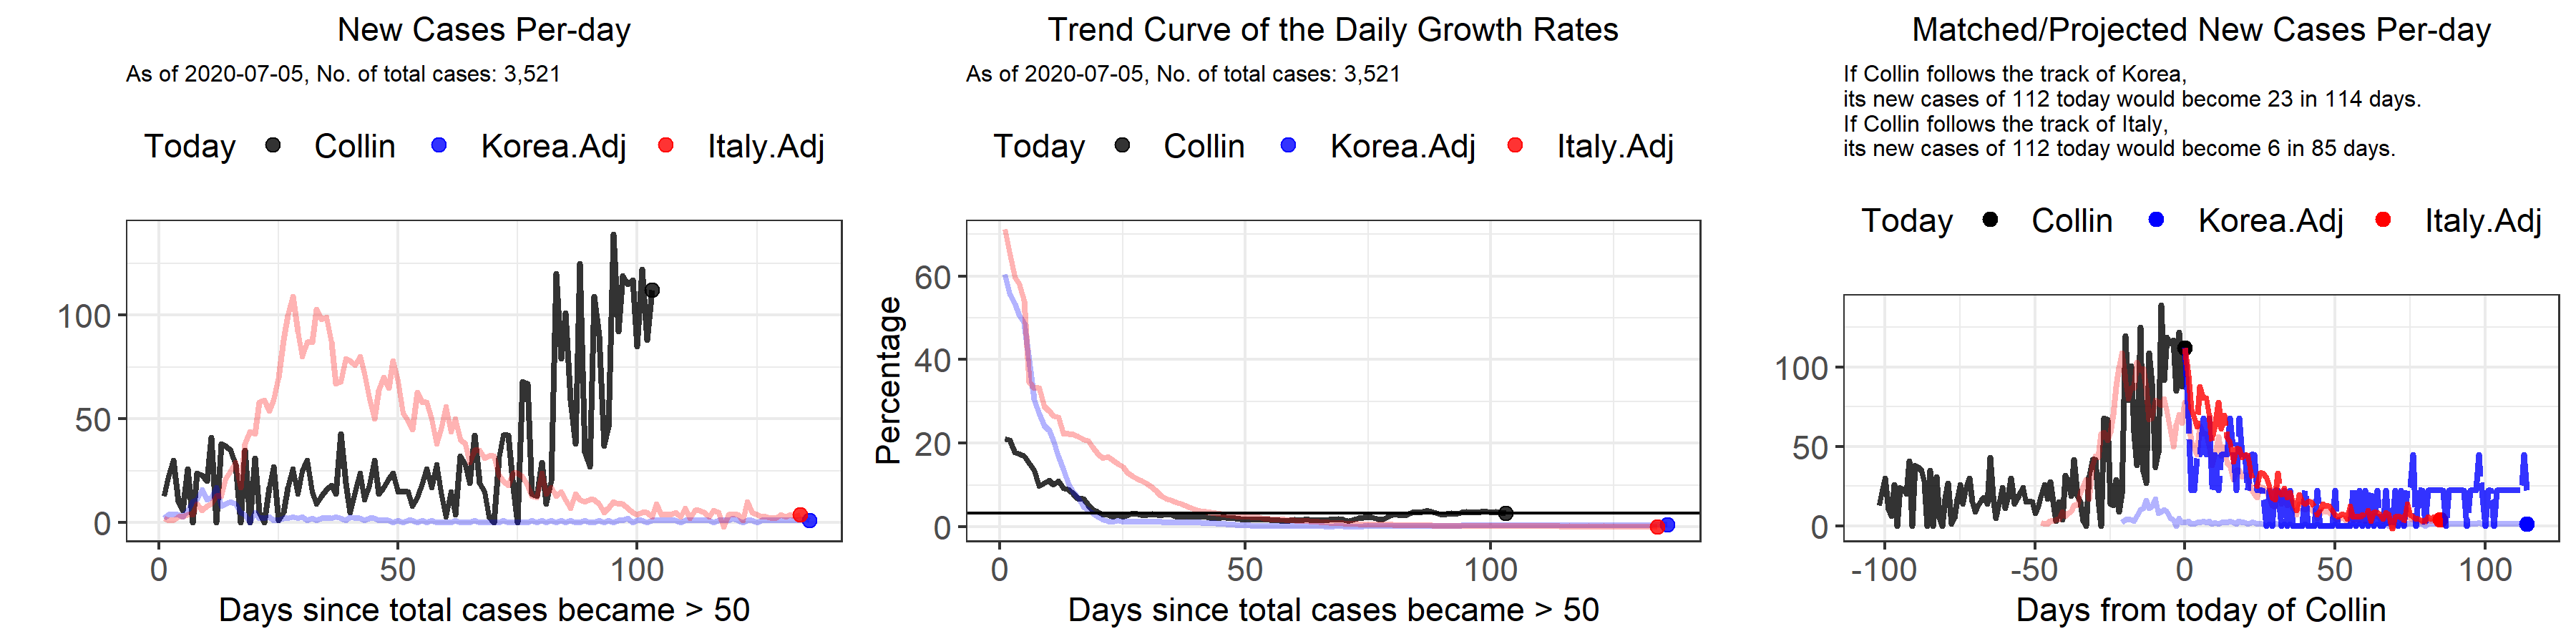 New Cases Per-day
As of 2020-07-05, No. of total cases: 3,521
Today Collin Korea.Adj Italy.Adj
100
50
0
0 50 100
Days since total cases became > 50
Trend Curve of the Daily Growth Rates
As of 2020-07-05, No. of total cases: 3,521
Today Collin Korea.Adj Italy.Adj
Percentage
60
40
20
0
0 50 100
Days since total cases became > 50
Matched/Projected New Cases Per-day
If Collin follows the track of Korea,
its new cases of 112 today would become 23 in 114 days.
If Collin follows the track of Italy,
its new cases of 112 today would become 6 in 85 days.
Today Collin Korea.Adj Italy.Adj
100
50
0
-100 -50 0 50 100
Days from today of Collin